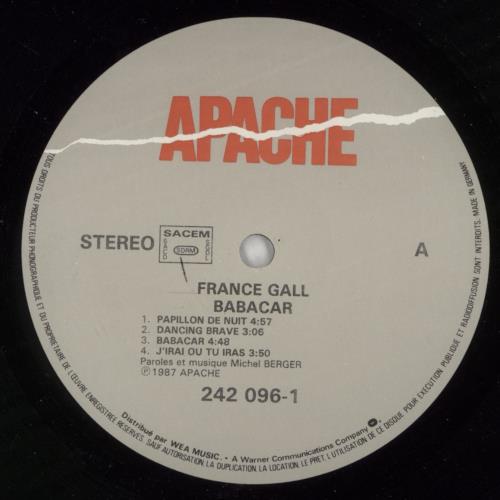 APACHE
STEREO
SACEM
SDRM
A
FRANCE GALL
BABACAR
1. PAPILLON DE NUIT 4:57
2. DANCING BRAVE 3:06
3. BABACAR 4:48
4. J'IRAI OU TU IRAS 3:50
Paroles et musique Michel BERGER
℗ 1987 APACHE
242 096-1
TOUS DROITS DU PRODUCTEUR PHONOGRAPHIQUE ET DU PROPRIETAIRE DE L'ŒUVRE ENREGISTREE RESERVES. SAUF AUTORISATION, LA DUPLICATION, LA LOCATION, LE PRET, L'UTILISATION DE CE DISQUE POUR EXECUTION PUBLIQUE ET RADIODIFFUSION SONT INTERDITS. MADE IN GERMANY
Distribué par WEA MUSIC. • A Warner Communications Company